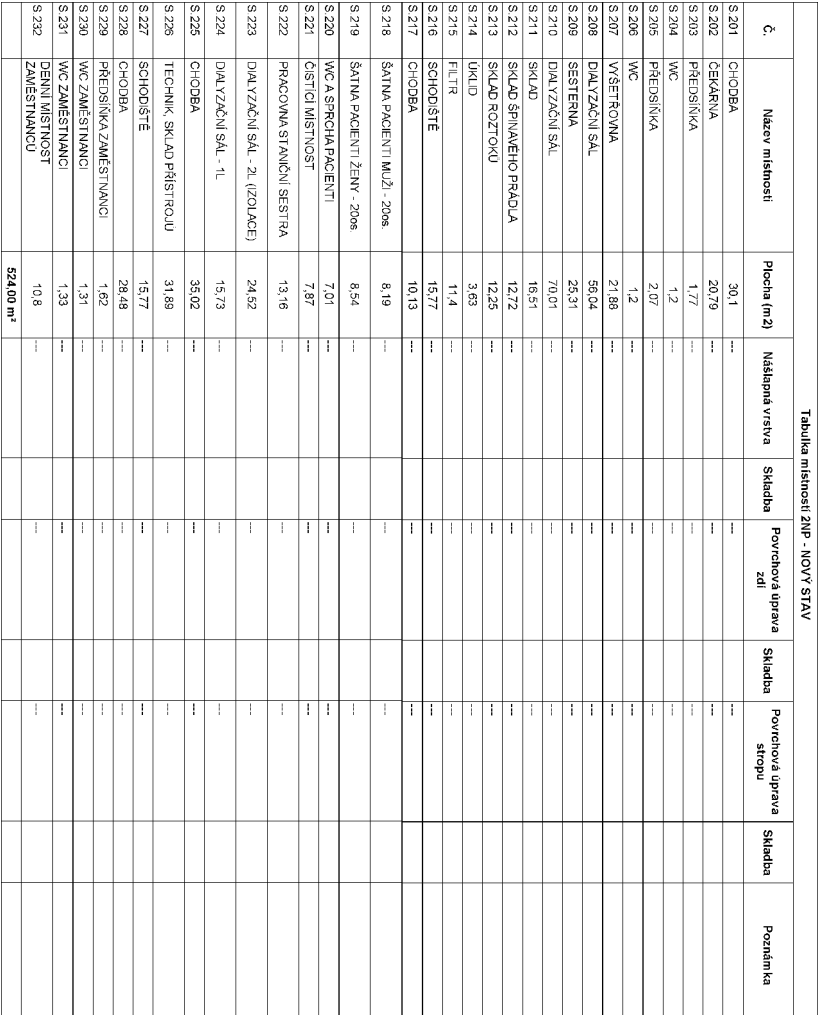 Tabulka místností 2NP - NOVÝ STAV
Č. Název místnosti Plocha (m2) Nášlapná vrstva Skladba Povrchová úprava zdí Skladba Povrchová úprava stropu Skladba Poznámka
S.201 CHODBA 30,1 --- --- ---
S.202 ČEKÁRNA 20,79 --- --- ---
S.203 PŘEDSÍŇKA 1,77 --- --- ---
S.204 WC 1,2 --- --- ---
S.205 PŘEDSÍŇKA 2,07 --- --- ---
S.206 WC 1,2 --- --- ---
S.207 VYŠETŘOVNA 21,88 --- --- ---
S.208 DIALYZAČNÍ SÁL 56,04 --- --- ---
S.209 SESTERNA 25,31 --- --- ---
S.210 DIALYZAČNÍ SÁL 70,01 --- --- ---
S.211 SKLAD 16,51 --- --- ---
S.212 SKLAD ŠPINAVÉHO PRÁDLA 12,72 --- --- ---
S.213 SKLAD ROZTOKŮ 12,25 --- --- ---
S.214 ÚKLID 3,63 --- --- ---
S.215 FILTR 11,4 --- --- ---
S.216 SCHODIŠTĚ 15,77 --- --- ---
S.217 CHODBA 10,13 --- --- ---
S.218 ŠATNA PACIENTI MUŽI - 20os. 8,19 --- --- ---
S.219 ŠATNA PACIENTI ŽENY - 20os. 8,54 --- --- ---
S.220 WC A SPRCHA PACIENTI 7,01 --- --- ---
S.221 ČISTÍCÍ MÍSTNOST 7,87 --- --- ---
S.222 PRACOVNA STANIČNÍ SESTRA 13,16 --- --- ---
S.223 DIALYZAČNÍ SÁL - 2L (IZOLACE) 24,52 --- --- ---
S.224 DIALYZAČNÍ SÁL - 1L 15,73 --- --- ---
S.225 CHODBA 35,02 --- --- ---
S.226 TECHNIK, SKLAD PŘÍSTROJŮ 31,89 --- --- ---
S.227 SCHODIŠTĚ 15,77 --- --- ---
S.228 CHODBA 28,48 --- --- ---
S.229 PŘEDSÍŇKA ZAMĚSTNANCI 1,62 --- --- ---
S.230 WC ZAMĚSTNANCI 1,31 --- --- ---
S.231 WC ZAMĚSTNANCI 1,33 --- --- ---
S.232 DENNÍ MÍSTNOST ZAMĚSTNANCŮ 10,8 --- --- ---
524,00 m²